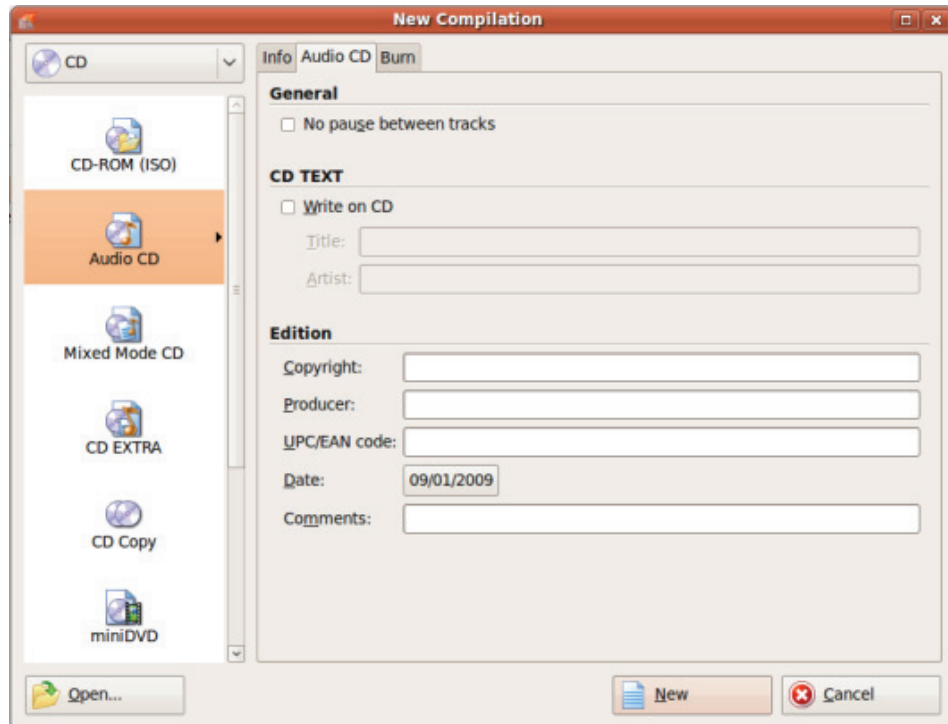 New Compilation
CD
Info Audio CD Burn
General
No pause between tracks
CD-ROM (ISO)
CD TEXT
Write on CD
Title:
Audio CD
Artist:
Edition
Mixed Mode CD
Copyright:
Producer:
CD EXTRA
UPC/EAN code:
Date: 09/01/2009
Comments:
CD Copy
miniDVD
Open... New Cancel